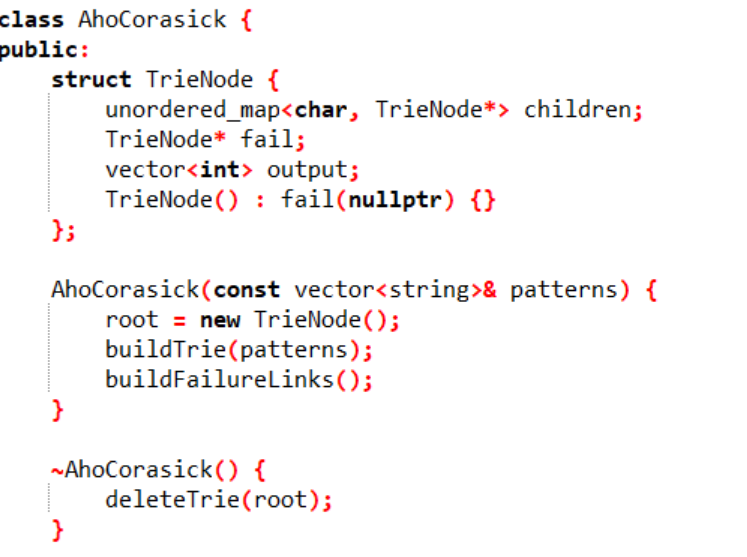 class AhoCorasick {
public:
    struct TrieNode {
        unordered_map<char, TrieNode*> children;
        TrieNode* fail;
        vector<int> output;
        TrieNode() : fail(nullptr) {}
    };

    AhoCorasick(const vector<string>& patterns) {
        root = new TrieNode();
        buildTrie(patterns);
        buildFailureLinks();
    }

    ~AhoCorasick() {
        deleteTrie(root);
    }